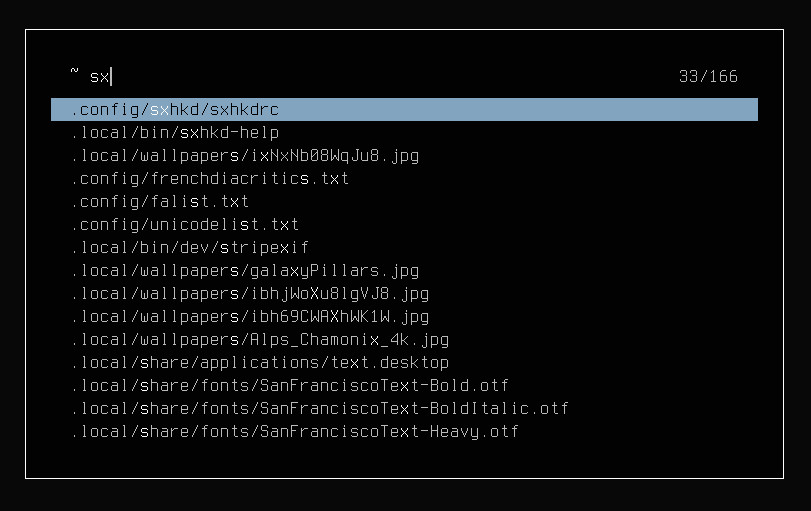 ~ sx 33/166
.config/sxhkd/sxhkdrc
.local/bin/sxhkd-help
.local/wallpapers/ixNxNb08WqJu8.jpg
.config/frenchdiacritics.txt
.config/falist.txt
.config/unicodelist.txt
.local/bin/dev/stripexif
.local/wallpapers/galaxyPillars.jpg
.local/wallpapers/ibhjWoXu8lgVJ8.jpg
.local/wallpapers/ibh69CWAXhWK1W.jpg
.local/wallpapers/Alps_Chamonix_4k.jpg
.local/share/applications/text.desktop
.local/share/fonts/SanFranciscoText-Bold.otf
.local/share/fonts/SanFranciscoText-BoldItalic.otf
.local/share/fonts/SanFranciscoText-Heavy.otf